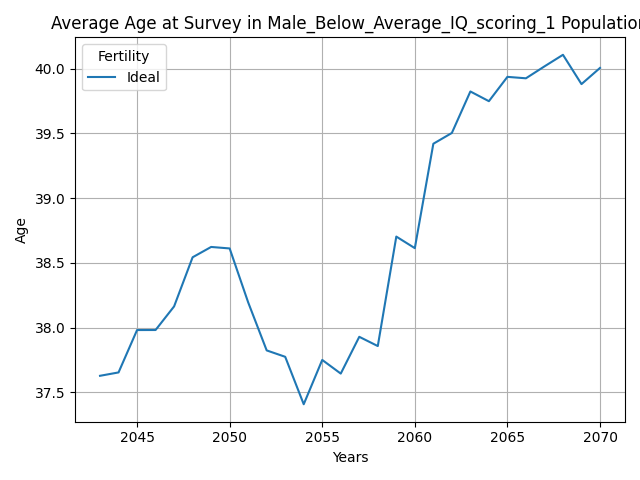 Average Age at Survey in Male_Below_Average_IQ_scoring_1 Population
Fertility
Ideal
40.0
39.5
39.0
38.5
38.0
37.5
Age
2045 2050 2055 2060 2065 2070
Years